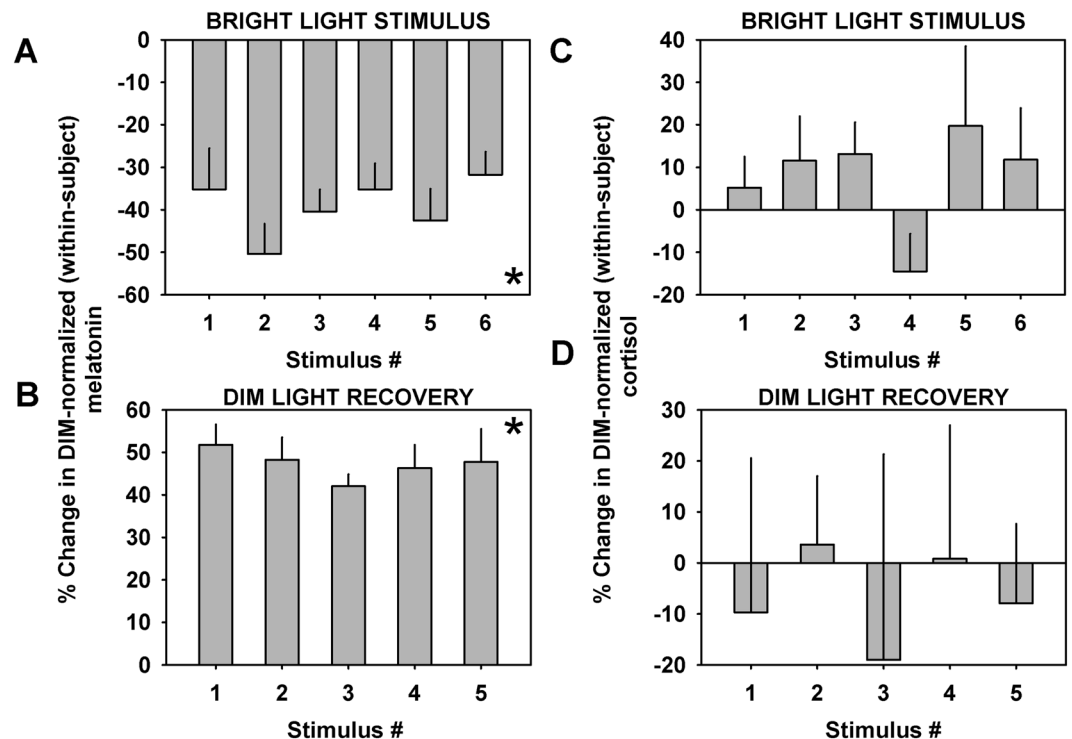 A
BRIGHT LIGHT STIMULUS
0
-10
-20
-30
-40
-50
-60
*
1 2 3 4 5 6
Stimulus #
B
DIM LIGHT RECOVERY
60
50
40
30
20
10
0
*
1 2 3 4 5
Stimulus #
% Change in DIM-normalized (within-subject)
melatonin
C
BRIGHT LIGHT STIMULUS
40
30
20
10
0
-10
-20
1 2 3 4 5 6
Stimulus #
D
DIM LIGHT RECOVERY
30
20
10
0
-10
-20
1 2 3 4 5
Stimulus #
% Change in DIM-normalized (within-subject)
cortisol